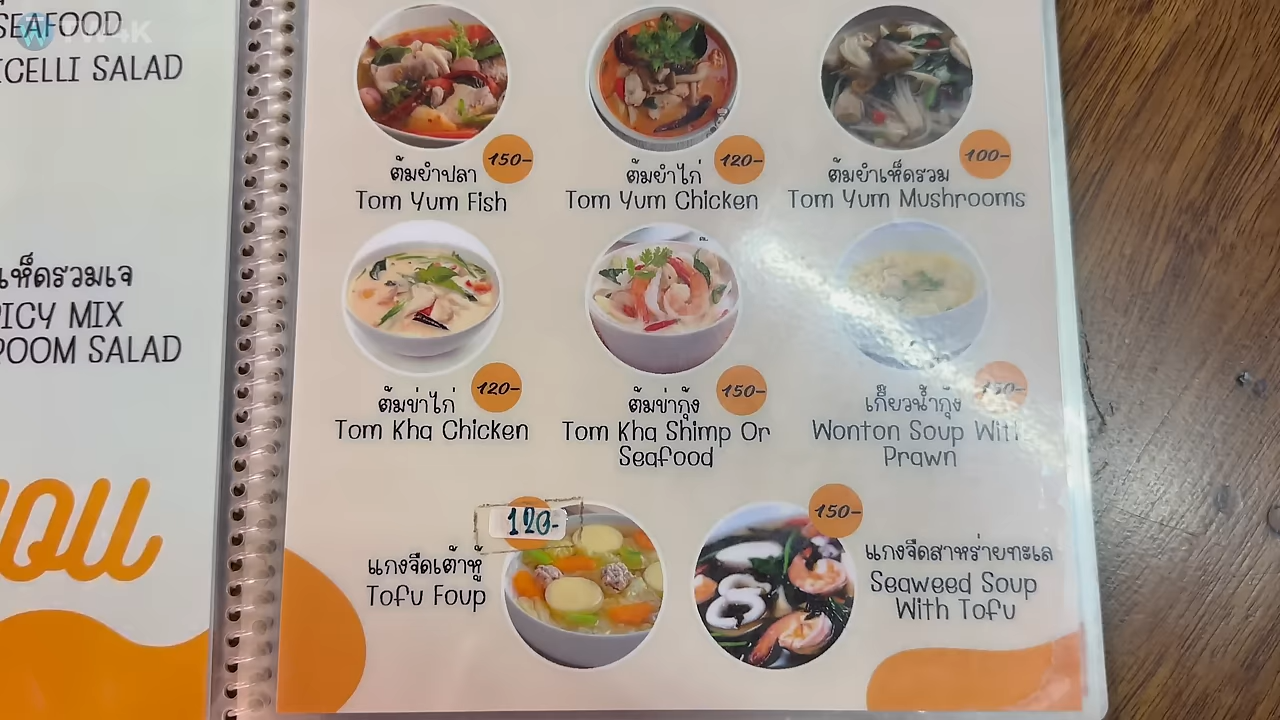 SEAFOOD
ICELLI SALAD
เห็ดรวมเจ
ICY MIX
ROOM SALAD
ou
150-
ต้มยำปลา
Tom Yum Fish
120-
ต้มยำไก่
Tom Yum Chicken
100-
ต้มยำเห็ดรวม
Tom Yum Mushrooms
120-
ต้มข่าไก่
Tom Kha Chicken
150-
ต้มข่ากุ้ง
Tom Kha Shimp Or
Seafood
150-
เกี๊ยวน้ำกุ้ง
Wonton Soup With
Prawn
120-
แกงจืดเต้าหู้
Tofu Foup
150-
แกงจืดสาหร่ายทะเล
Seaweed Soup
With Tofu